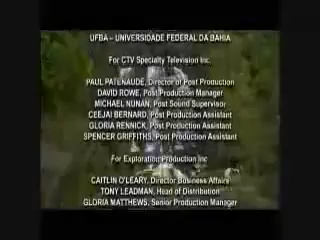 UFBA – UNIVERSIDADE FEDERAL DA BAHIA
For CTV Specialty Television Inc.
PAUL PATENAUDE, Director of Post Production
DAVID ROWE, Post Production Manager
MICHAEL NUNAN, Post Sound Supervisor
CEEJAI BERNARD, Post Production Assistant
GLORIA RENNICK, Post Production Assistant
SPENCER GRIFFITHS, Post Production Assistant
For Exploration Production Inc
CAITLIN O'LEARY, Director Business Affairs
TONY LEADMAN, Head of Distribution
GLORIA MATTHEWS, Senior Production Manager